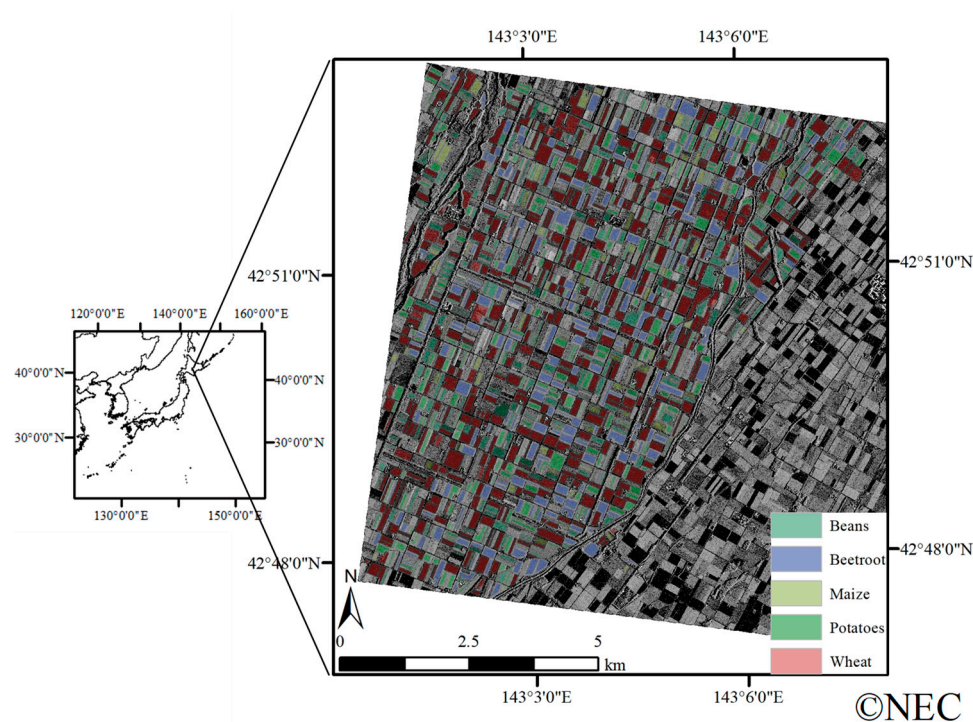 143°3'0"E
143°6'0"E
42°51'0"N
42°51'0"N
120°0'0"E
140°0'0"E
160°0'0"E
40°0'0"N
40°0'0"N
30°0'0"N
30°0'0"N
130°0'0"E
150°0'0"E
42°48'0"N
42°48'0"N
Beans
Beetroot
Maize
Potatoes
Wheat
N
0
2.5
5
km
143°3'0"E
143°6'0"E
©NEC